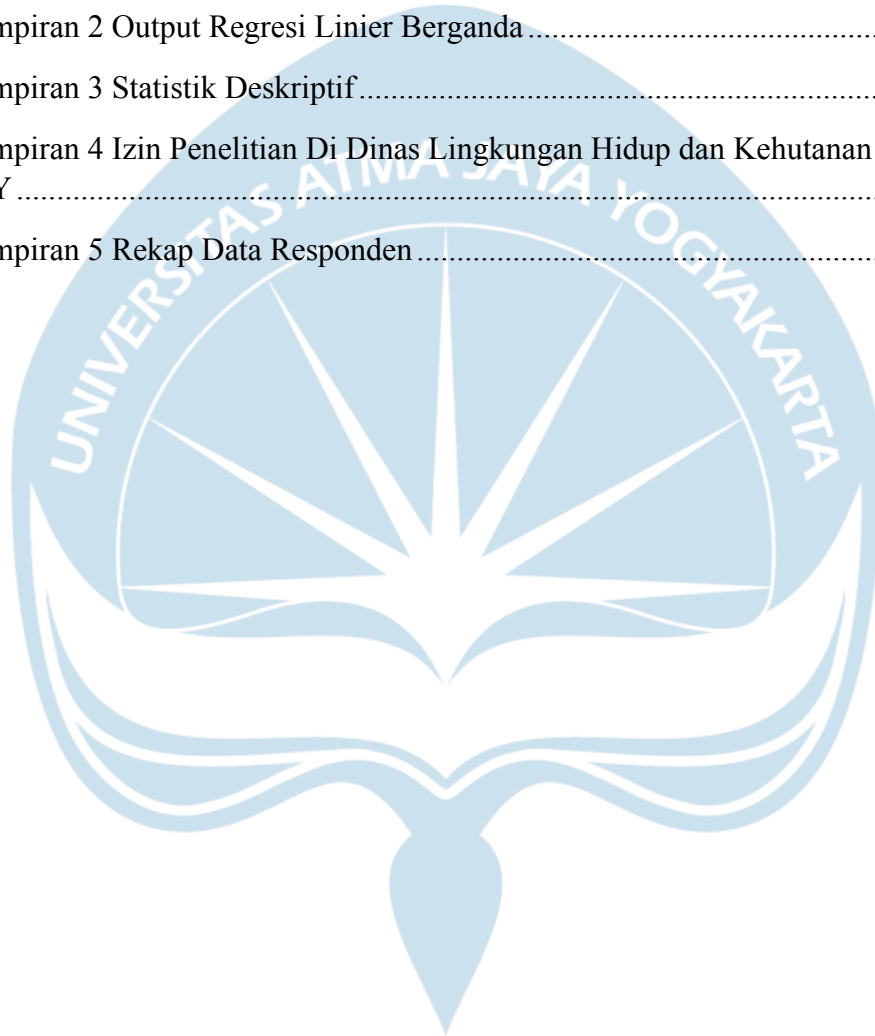 mpiran 2 Output Regresi Linier Berganda ................................................
mpiran 3 Statistik Deskriptif ......................................................................
mpiran 4 Izin Penelitian Di Dinas Lingkungan Hidup dan Kehutanan
Y ..............................................................................................................
mpiran 5 Rekap Data Responden ..............................................................
UNIVERSITAS ATMA JAYA YOGYAKARTA